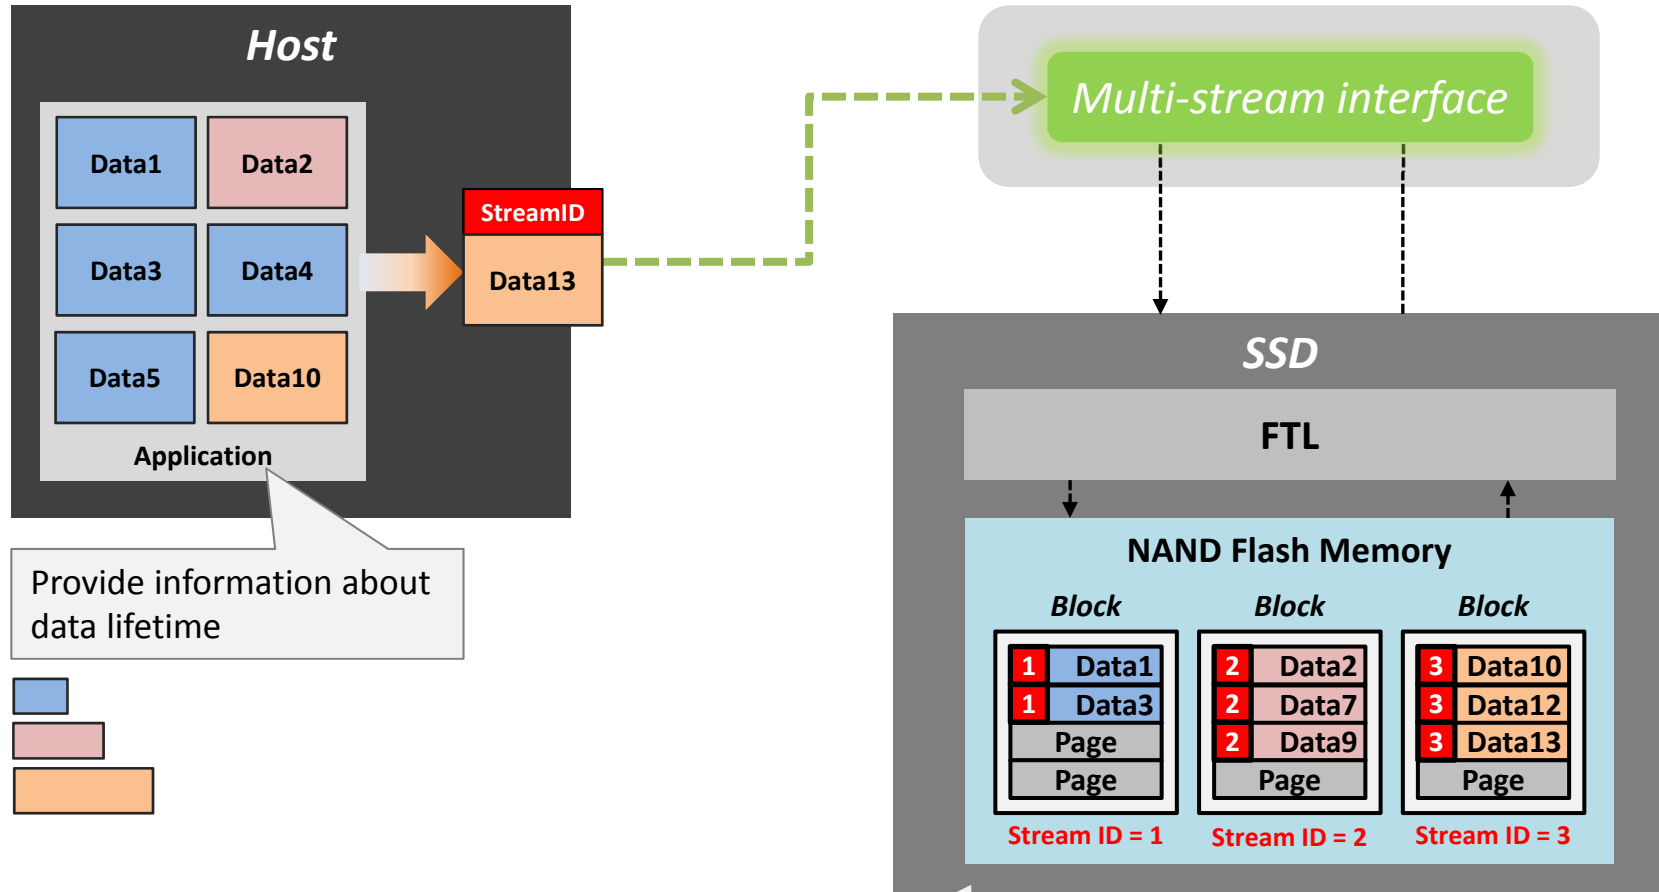 Host
Data1
Data2
Data3
Data4
Data5
Data10
Application
StreamID
Data13
Provide information about
data lifetime
Multi-stream interface
SSD
FTL
NAND Flash Memory
Block
Block
Block
1 Data1
1 Data3
Page
Page
2 Data2
2 Data7
2 Data9
Page
3 Data10
3 Data12
3 Data13
Page
Stream ID = 1
Stream ID = 2
Stream ID = 3